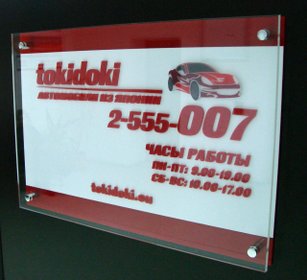 tokidoki
АВТОМОБИЛИ ИЗ ЯПОНИИ
2-555-007
ЧАСЫ РАБОТЫ
ПН-ПТ: 9.00-19.00
СБ-ВС: 10.00-17.00
tokidoki.su